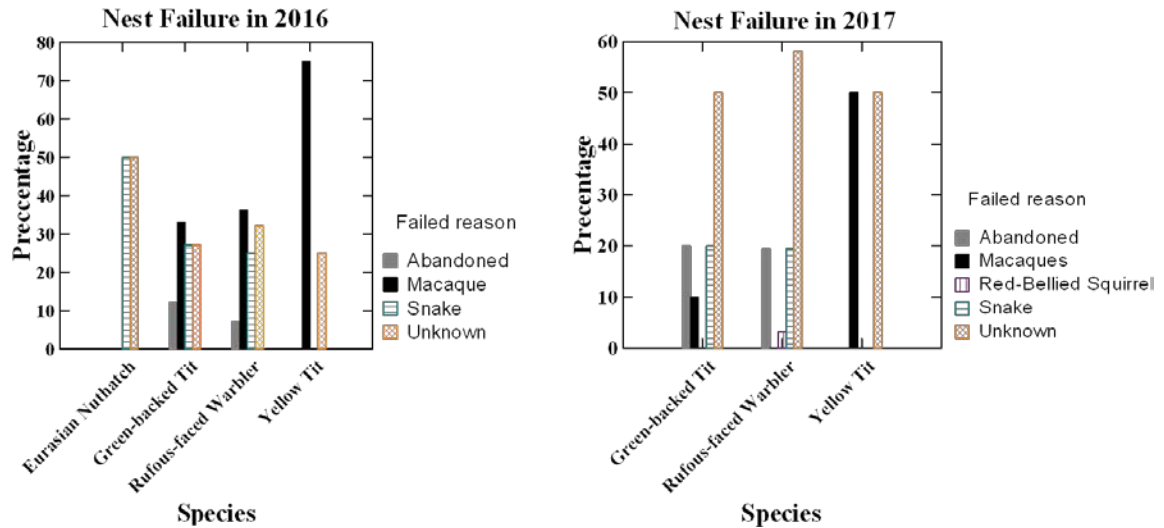 Nest Failure in 2016
Preccentage
80
70
60
50
40
30
20
10
0
Eurasian Nuthatch
Green-backed Tit
Rufous-faced Warbler
Yellow Tit
Species
Failed reason
Abandoned
Macaque
Snake
Unknown
Nest Failure in 2017
Precentage
60
50
40
30
20
10
0
Green-backed Tit
Rufous-faced Warbler
Yellow Tit
Species
Failed reason
Abandoned
Macaques
Red-Bellied Squirrel
Snake
Unknown